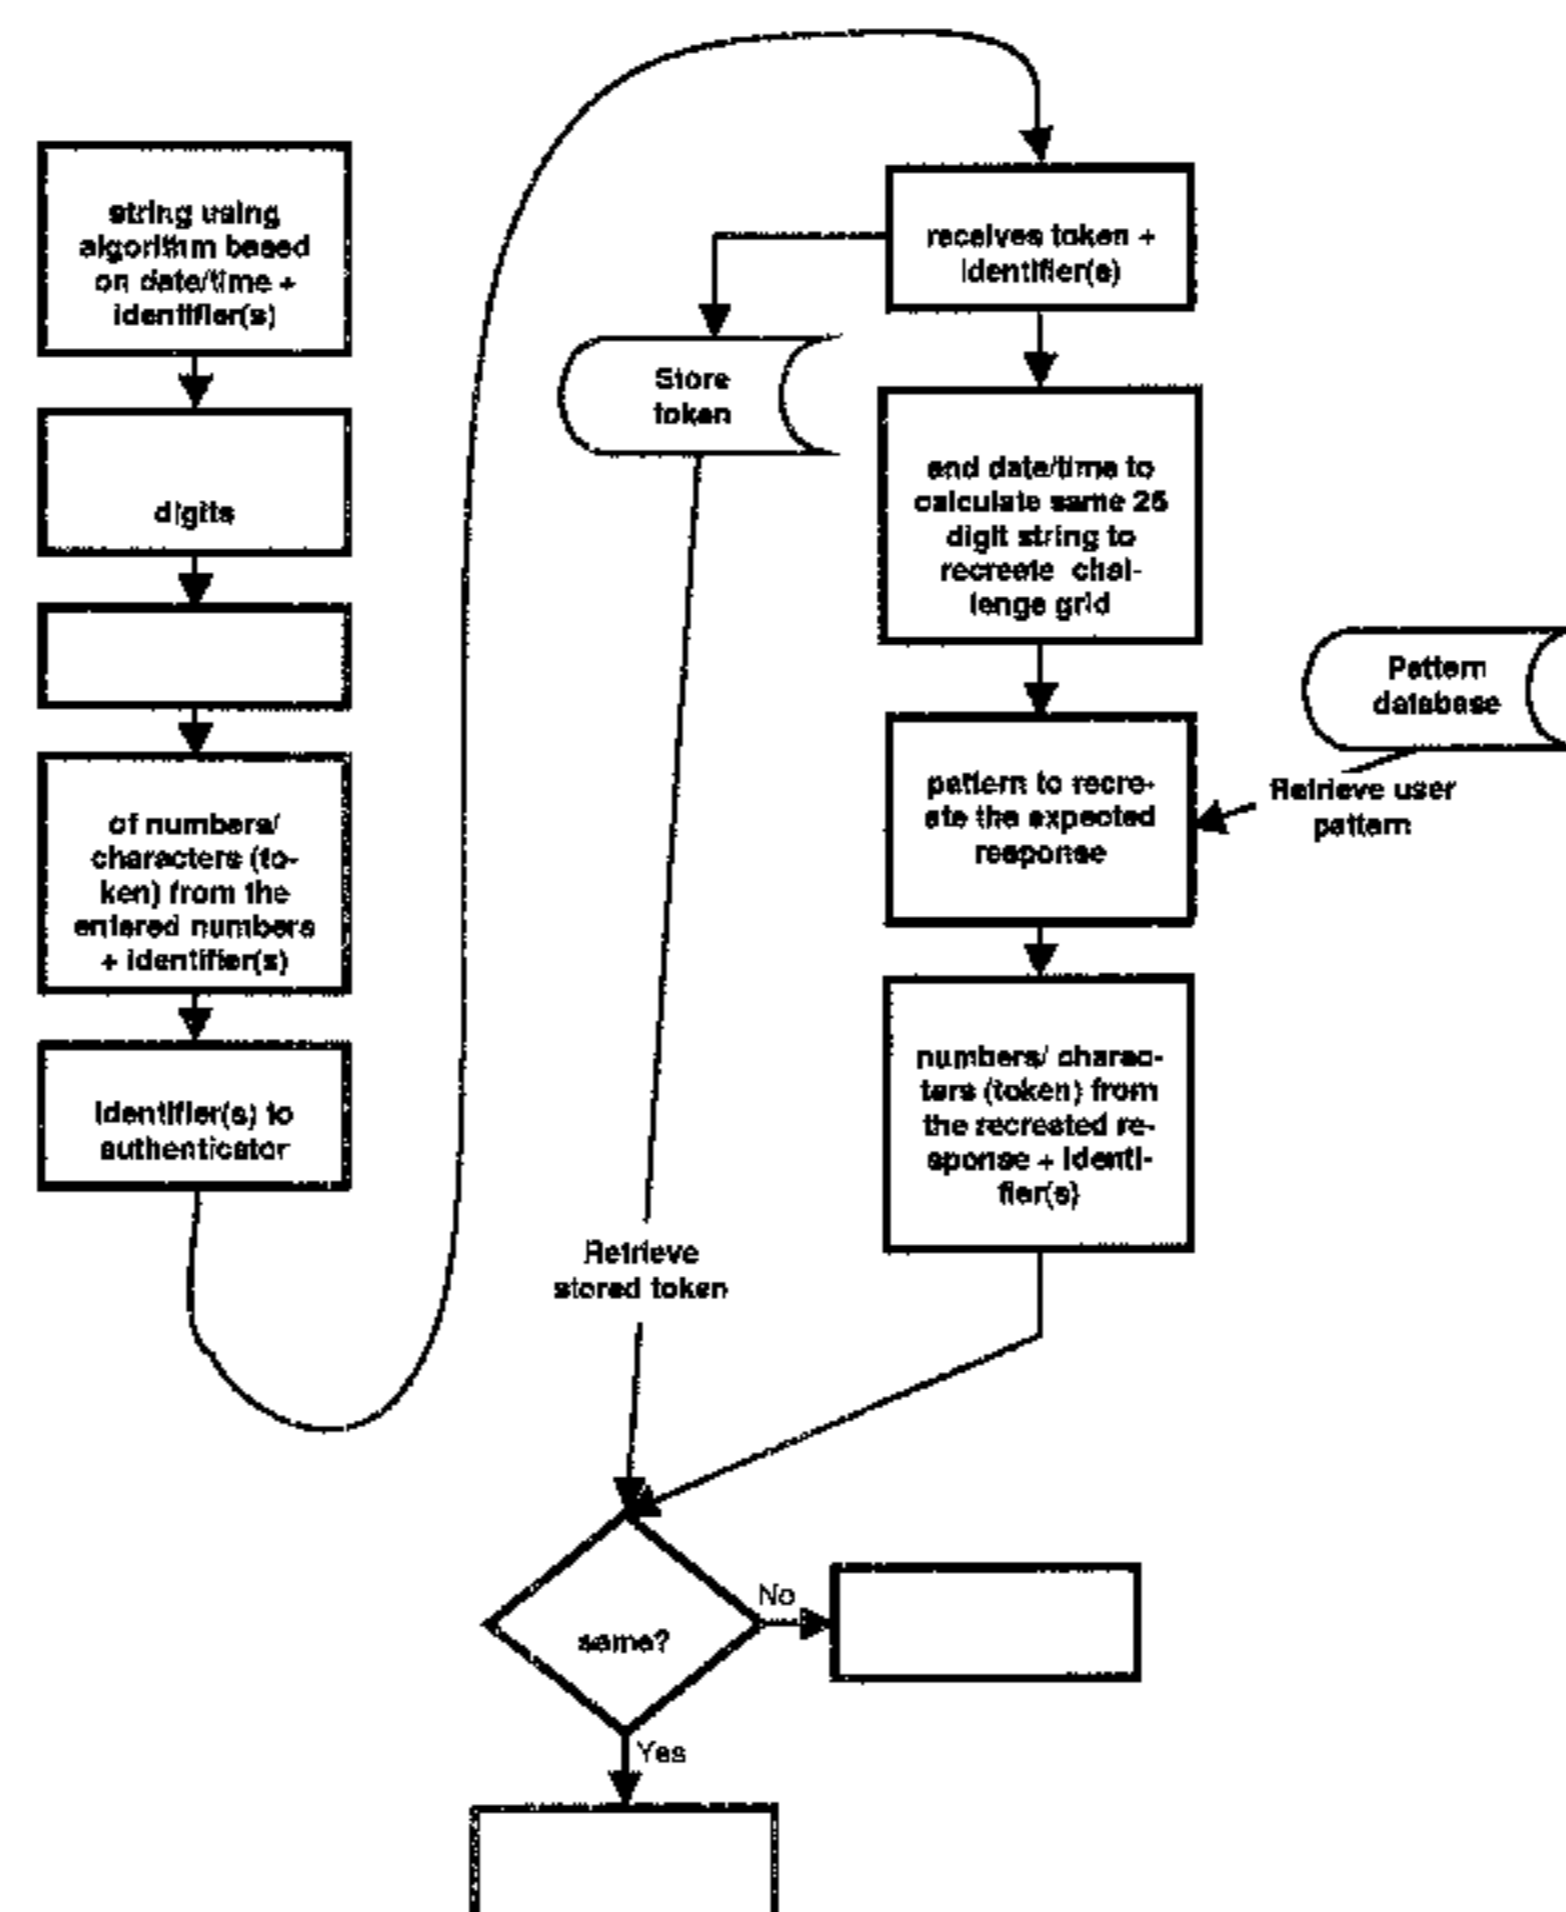 string using
algorithm based
on date/time +
identifier(s)
digits
of numbers/
characters (to-
ken) from the
entered numbers
+ identifier(s)
identifier(s) to
authenticator
receives token +
identifier(s)
Store
token
and date/time to
calculate same 25
digit string to
recreate chal-
lenge grid
Pattern
database
Retrieve user
pattern
pattern to recre-
ate the expected
response
numbers/ charac-
ters (token) from
the recreated re-
sponse + identi-
fier(s)
Retrieve
stored token
same?
No
Yes